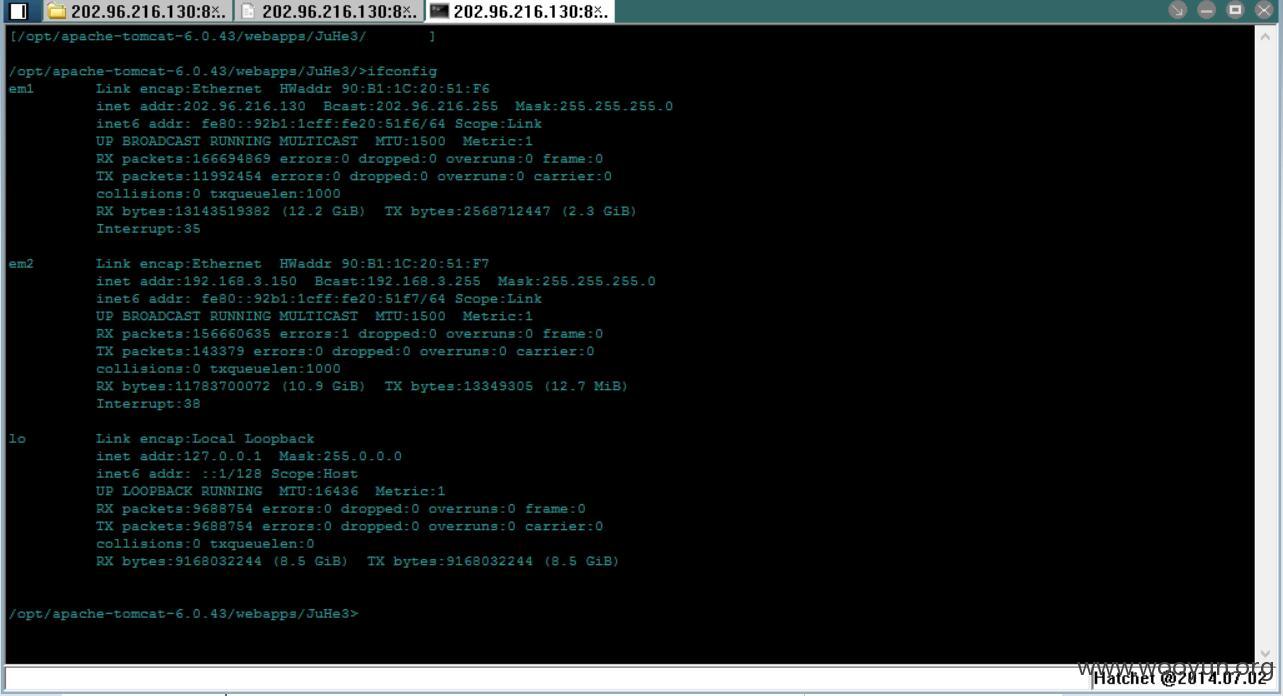 202.96.216.130:8×.. 202.96.216.130:8×.. 202.96.216.130:8×..
[/opt/apache-tomcat-6.0.43/webapps/JuHe3/ ]
/opt/apache-tomcat-6.0.43/webapps/JuHe3/>ifconfig
em1 Link encap:Ethernet HWaddr 90:B1:1C:20:51:F6
inet addr:202.96.216.130 Bcast:202.96.216.255 Mask:255.255.255.0
inet6 addr: fe80::92b1:1cff:fe20:51f6/64 Scope:Link
UP BROADCAST RUNNING MULTICAST MTU:1500 Metric:1
RX packets:166694869 errors:0 dropped:0 overruns:0 frame:0
TX packets:11992454 errors:0 dropped:0 overruns:0 carrier:0
collisions:0 txqueuelen:1000
RX bytes:13143519382 (12.2 GiB) TX bytes:2568712447 (2.3 GiB)
Interrupt:35
em2 Link encap:Ethernet HWaddr 90:B1:1C:20:51:F7
inet addr:192.168.3.150 Bcast:192.168.3.255 Mask:255.255.255.0
inet6 addr: fe80::92b1:1cff:fe20:51f7/64 Scope:Link
UP BROADCAST RUNNING MULTICAST MTU:1500 Metric:1
RX packets:156660635 errors:1 dropped:0 overruns:0 frame:0
TX packets:143379 errors:0 dropped:0 overruns:0 carrier:0
collisions:0 txqueuelen:1000
RX bytes:11783700072 (10.9 GiB) TX bytes:13349305 (12.7 MiB)
Interrupt:38
lo Link encap:Local Loopback
inet addr:127.0.0.1 Mask:255.0.0.0
inet6 addr: ::1/128 Scope:Host
UP LOOPBACK RUNNING MTU:16436 Metric:1
RX packets:9688754 errors:0 dropped:0 overruns:0 frame:0
TX packets:9688754 errors:0 dropped:0 overruns:0 carrier:0
collisions:0 txqueuelen:0
RX bytes:9168032244 (8.5 GiB) TX bytes:9168032244 (8.5 GiB)
/opt/apache-tomcat-6.0.43/webapps/JuHe3>
www.wooyun.org
Hatchet @2014.07.02